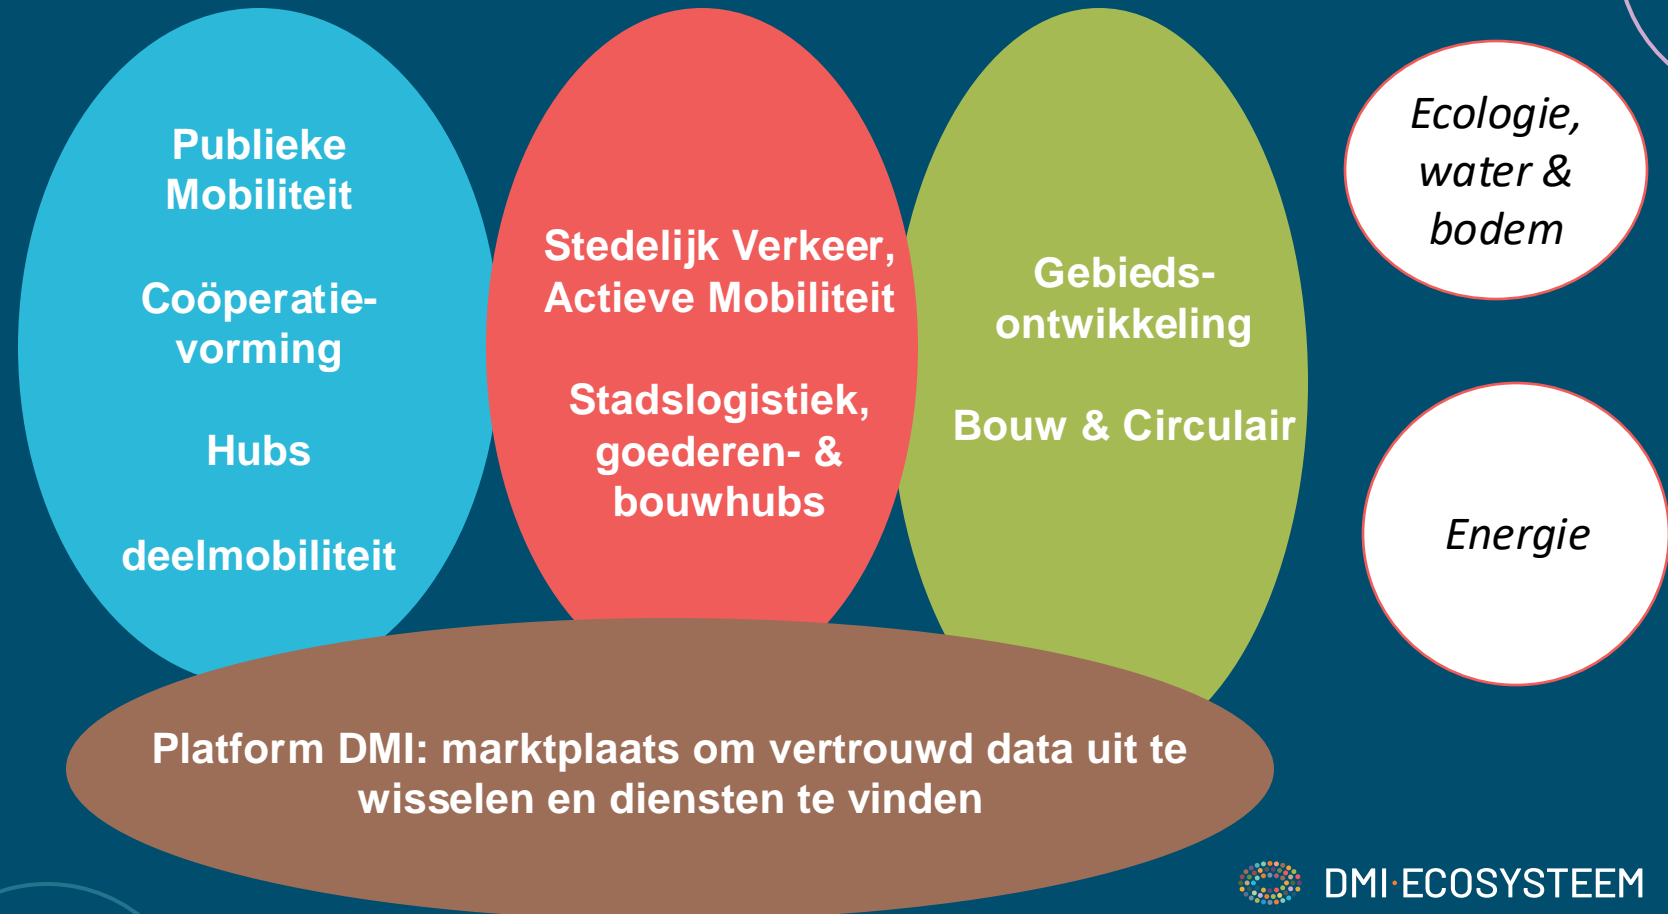 Publieke
Mobiliteit
Coöperatie-
vorming
Hubs
deelmobiliteit
Stedelijk Verkeer,
Actieve Mobiliteit
Stadslogistiek,
goederen- &
bouwhubs
Gebieds-
ontwikkeling
Bouw & Circulair
Ecologie,
water &
bodem
Energie
Platform DMI: marktplaats om vertrouwd data uit te
wisselen en diensten te vinden
DMI·ECOSYSTEEM